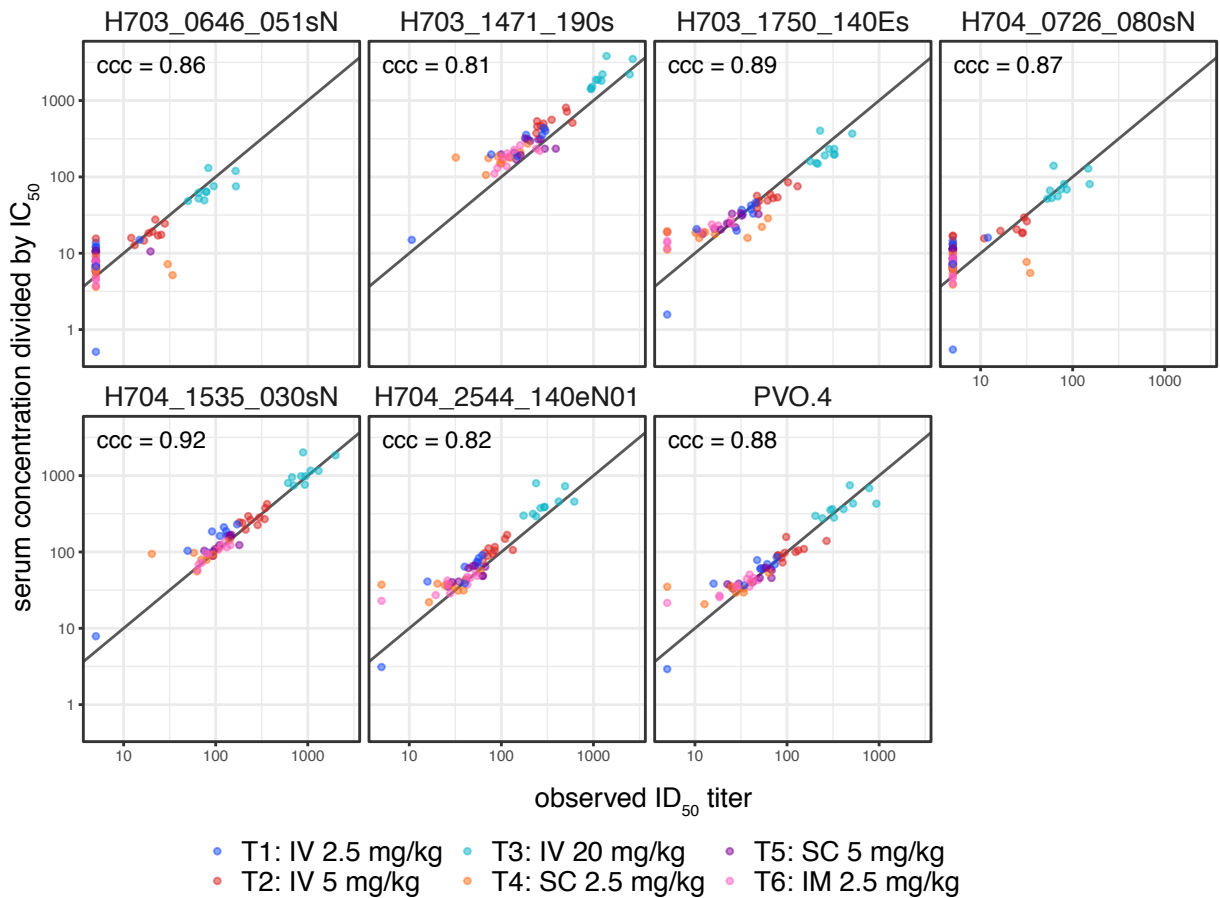 H703_0646_051sN H703_1471_190s H703_1750_140Es H704_0726_080sN
ccc = 0.86 ccc = 0.81 ccc = 0.89 ccc = 0.87
1000
100
10
1
10 100 1000
H704_1535_030sN H704_2544_140eN01 PVO.4
ccc = 0.92 ccc = 0.82 ccc = 0.88
1000
100
10
1
10 100 1000 10 100 1000 10 100 1000
serum concentration divided by IC50
observed ID50 titer
T1: IV 2.5 mg/kg T3: IV 20 mg/kg T5: SC 5 mg/kg
T2: IV 5 mg/kg T4: SC 2.5 mg/kg T6: IM 2.5 mg/kg